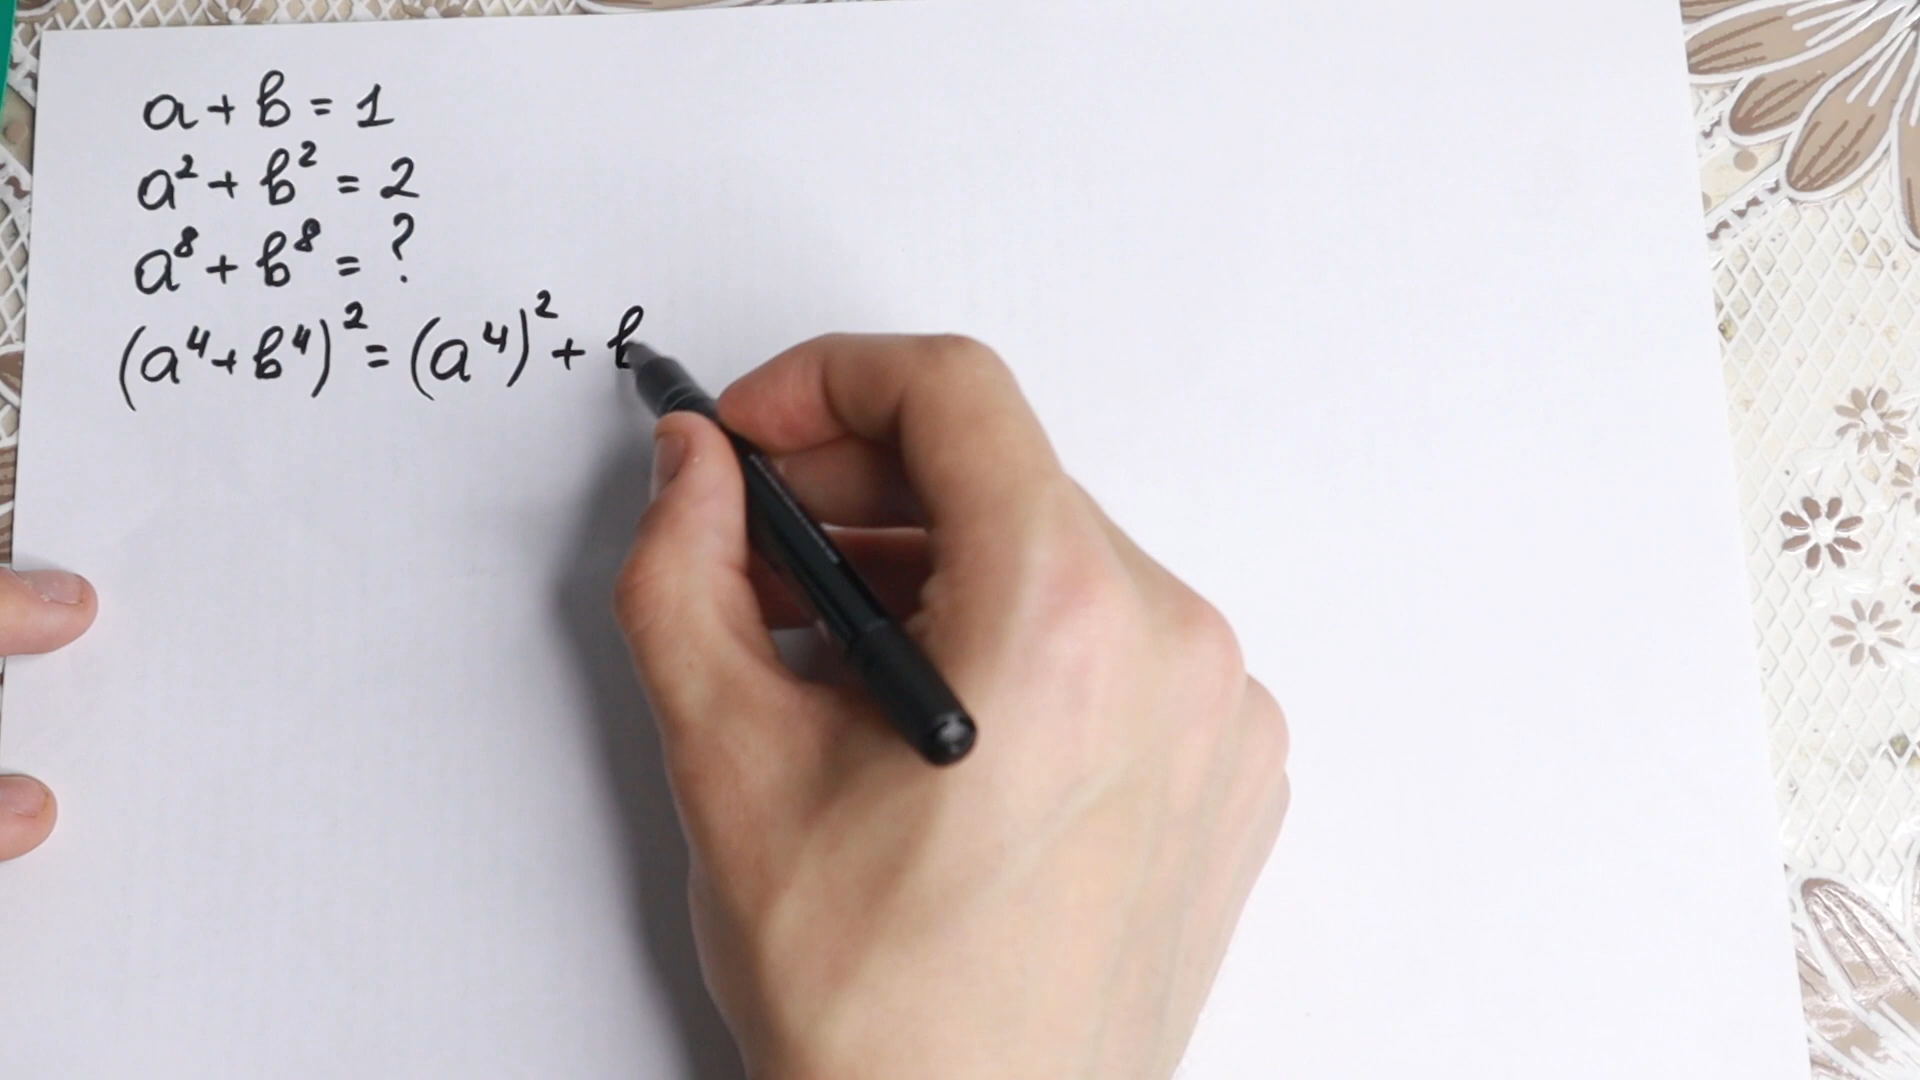 a + b = 1
a² + b² = 2
a⁸ + b⁸ = ?
(a⁴ + b⁴)² = (a⁴)² + b